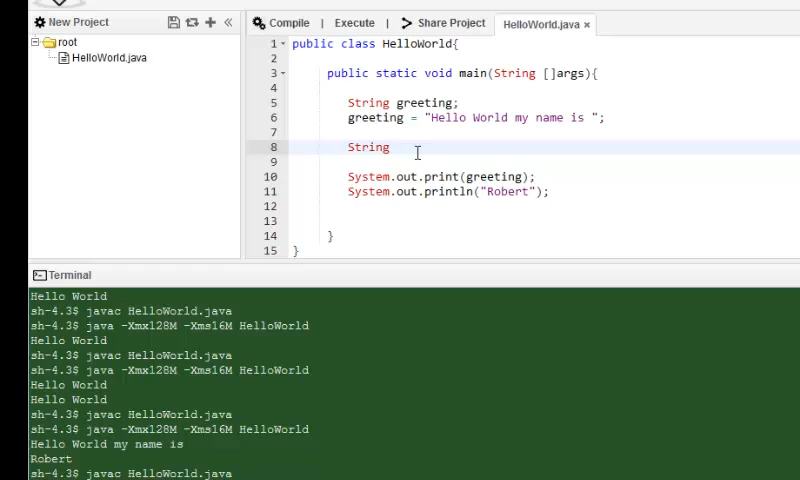 New Project
Compile | Execute | Share Project HelloWorld.java ×
root
HelloWorld.java
1 public class HelloWorld{
2
3 public static void main(String []args){
4
5 String greeting;
6 greeting = "Hello World my name is ";
7
8 String
9
10 System.out.print(greeting);
11 System.out.println("Robert");
12
13
14 }
15 }
Terminal
Hello World
sh-4.3$ javac HelloWorld.java
sh-4.3$ java -Xmx128M -Xms16M HelloWorld
Hello World
sh-4.3$ javac HelloWorld.java
sh-4.3$ java -Xmx128M -Xms16M HelloWorld
Hello World
Hello World
sh-4.3$ javac HelloWorld.java
sh-4.3$ java -Xmx128M -Xms16M HelloWorld
Hello World my name is
Robert
sh-4.3$ javac HelloWorld.java